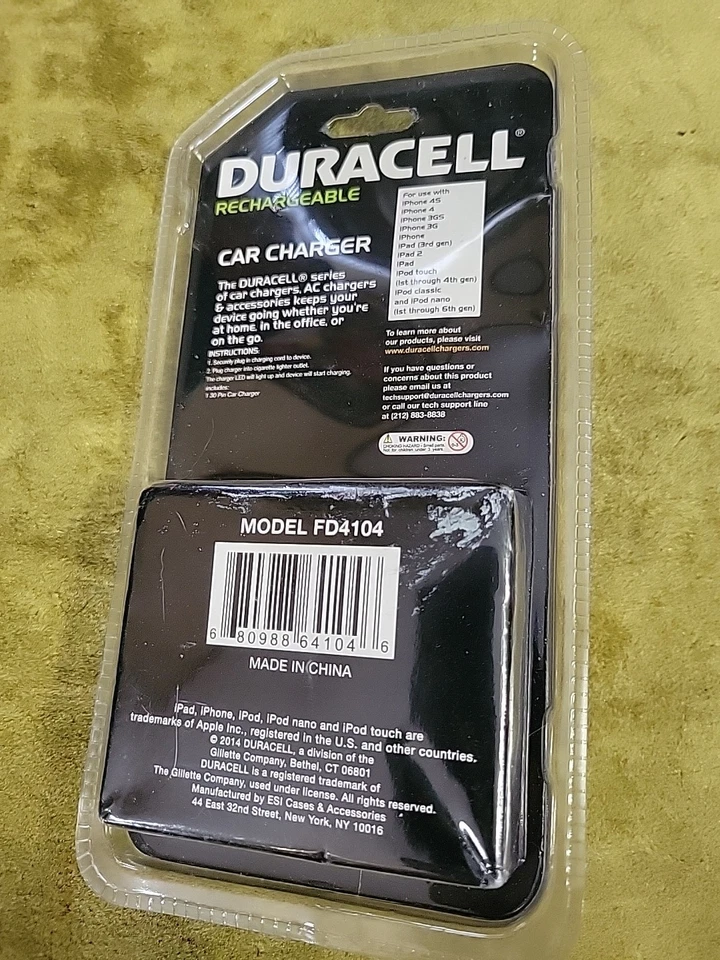 DURACELL®
RECHARGEABLE
CAR CHARGER
The DURACELL® series
of car chargers, AC chargers
& accessories keeps your
device going whether you're
at home, in the office, or
on the go.
INSTRUCTIONS:
1. Securely plug in charging cord to device.
2. Plug charger into cigarette lighter outlet.
The charger LED will light up and device will start charging.
Includes:
1 30 Pin Car Charger
For use with
iPhone 4S
iPhone 4
iPhone 3GS
iPhone 3G
iPhone
iPad (3rd gen)
iPad 2
iPad
iPod touch
(1st through 4th gen)
iPod classic
and iPod nano
(1st through 6th gen)
To learn more about
our products, please visit
www.duracellchargers.com
If you have questions or
concerns about this product
please email us at
techsupport@duracellchargers.com
or call our tech support line
at (212) 883-8838
WARNING:
CHOKING HAZARD - Small parts.
Not for children under 3 years.
MODEL FD4104
6 80988 64104 6
MADE IN CHINA
iPad, iPhone, iPod, iPod nano and iPod touch are
trademarks of Apple Inc., registered in the U.S. and other countries.
© 2014 DURACELL, a division of the
Gillette Company, Bethel, CT 06801
DURACELL is a registered trademark of
The Gillette Company, used under license. All rights reserved.
Manufactured by ESI Cases & Accessories
44 East 32nd Street, New York, NY 10016